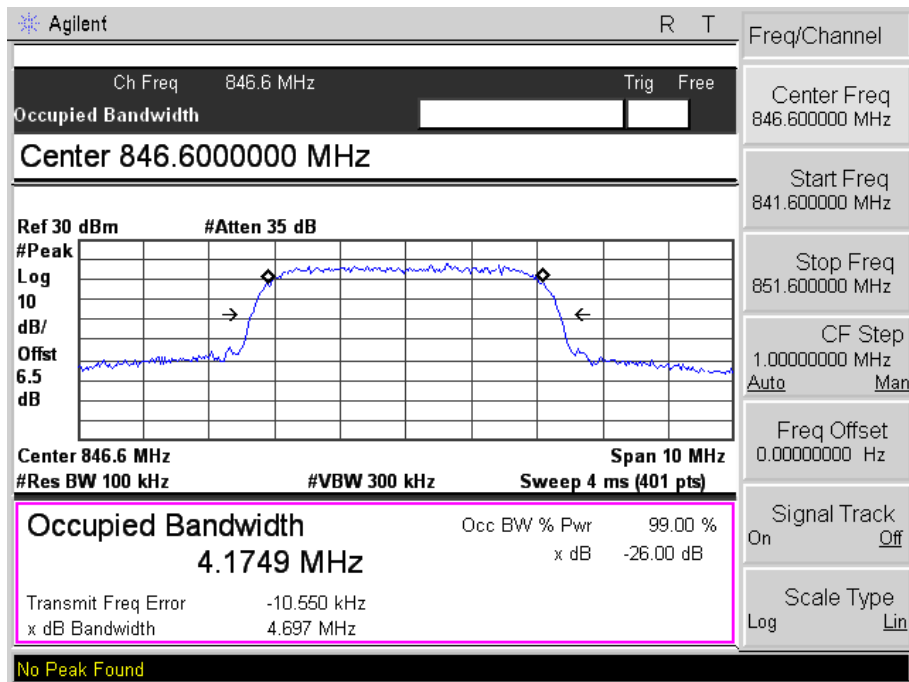 Agilent R T
Ch Freq 846.6 MHz Trig Free
Occupied Bandwidth
Center 846.6000000 MHz
Ref 30 dBm #Atten 35 dB
#Peak
Log
10
dB/
Offst
6.5
dB
Center 846.6 MHz Span 10 MHz
#Res BW 100 kHz #VBW 300 kHz Sweep 4 ms (401 pts)
Occupied Bandwidth Occ BW % Pwr 99.00 %
4.1749 MHz x dB -26.00 dB
Transmit Freq Error -10.550 kHz
x dB Bandwidth 4.697 MHz
No Peak Found
Freq/Channel
Center Freq
846.600000 MHz
Start Freq
841.600000 MHz
Stop Freq
851.600000 MHz
CF Step
1.00000000 MHz
Auto Man
Freq Offset
0.00000000 Hz
Signal Track
On Off
Scale Type
Log Lin